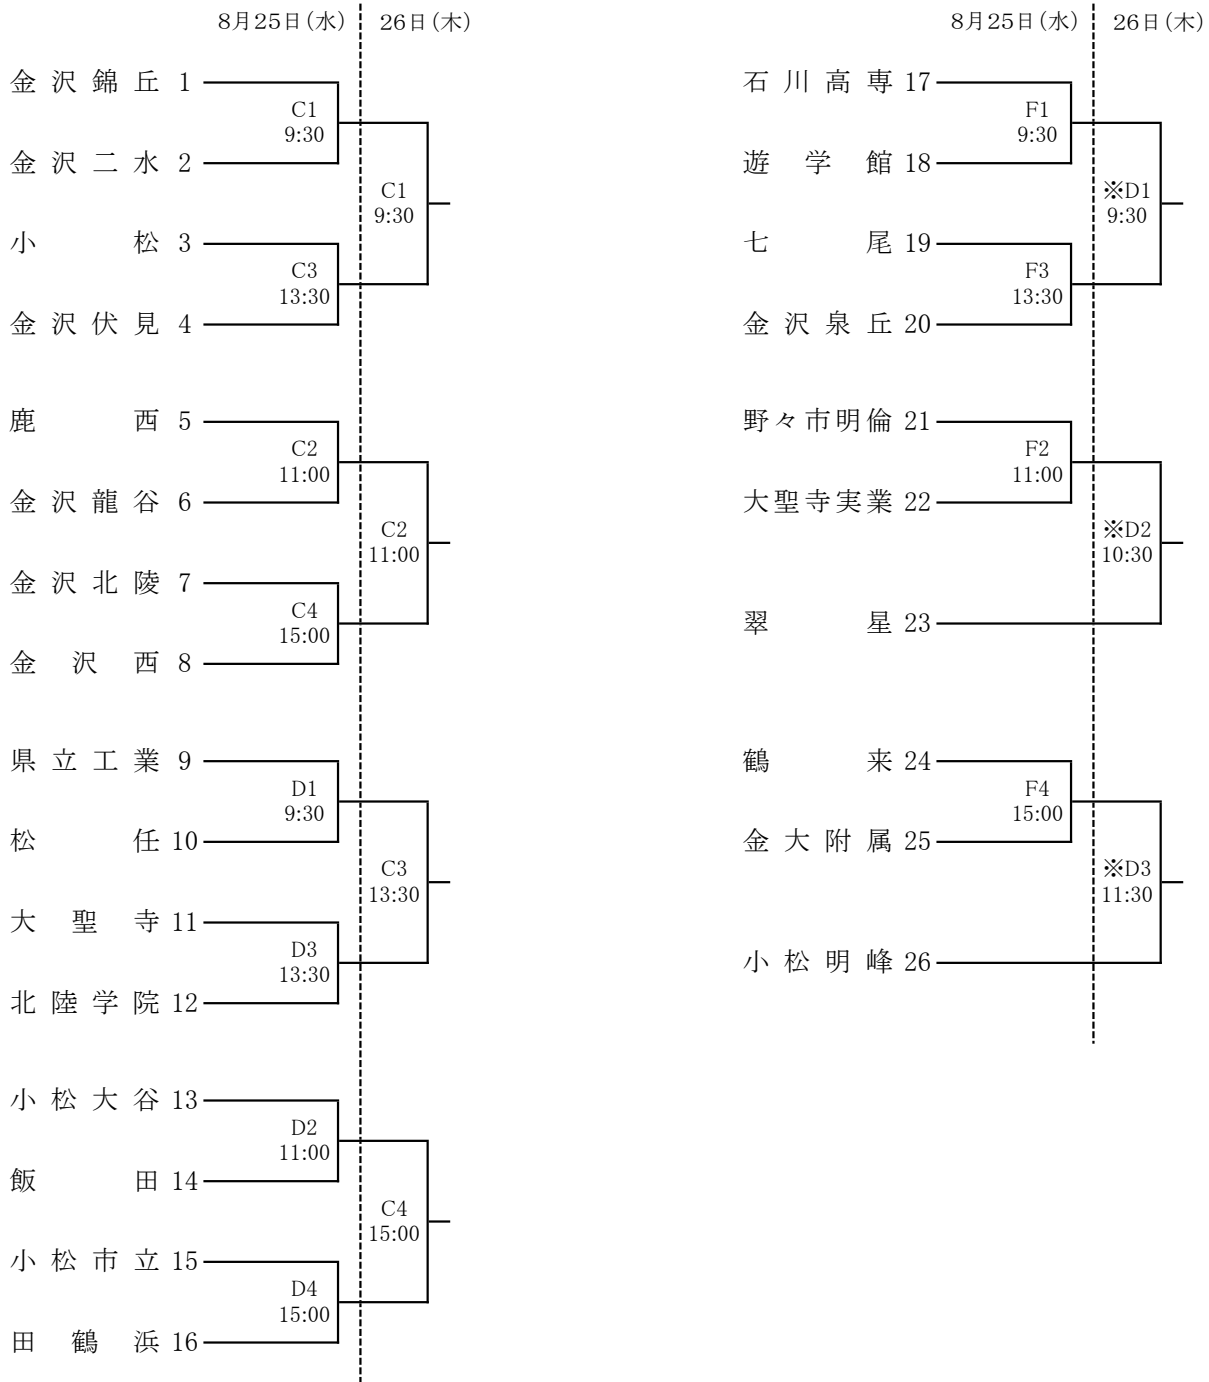 8月25日(水) 26日(木)
金沢錦丘 1
C1
9:30
金沢二水 2
C1
9:30
小松 3
C3
13:30
金沢伏見 4
鹿西 5
C2
11:00
金沢龍谷 6
C2
11:00
金沢北陵 7
C4
15:00
金沢西 8
県立工業 9
D1
9:30
松任 10
C3
13:30
大聖寺 11
D3
13:30
北陸学院 12
小松大谷 13
D2
11:00
飯田 14
C4
15:00
小松市立 15
D4
15:00
田鶴浜 16
8月25日(水) 26日(木)
石川高専 17
F1
9:30
遊学館 18
※D1
9:30
七尾 19
F3
13:30
金沢泉丘 20
野々市明倫 21
F2
11:00
大聖寺実業 22
※D2
10:30
翠星 23
鶴来 24
F4
15:00
金大附属 25
※D3
11:30
小松明峰 26